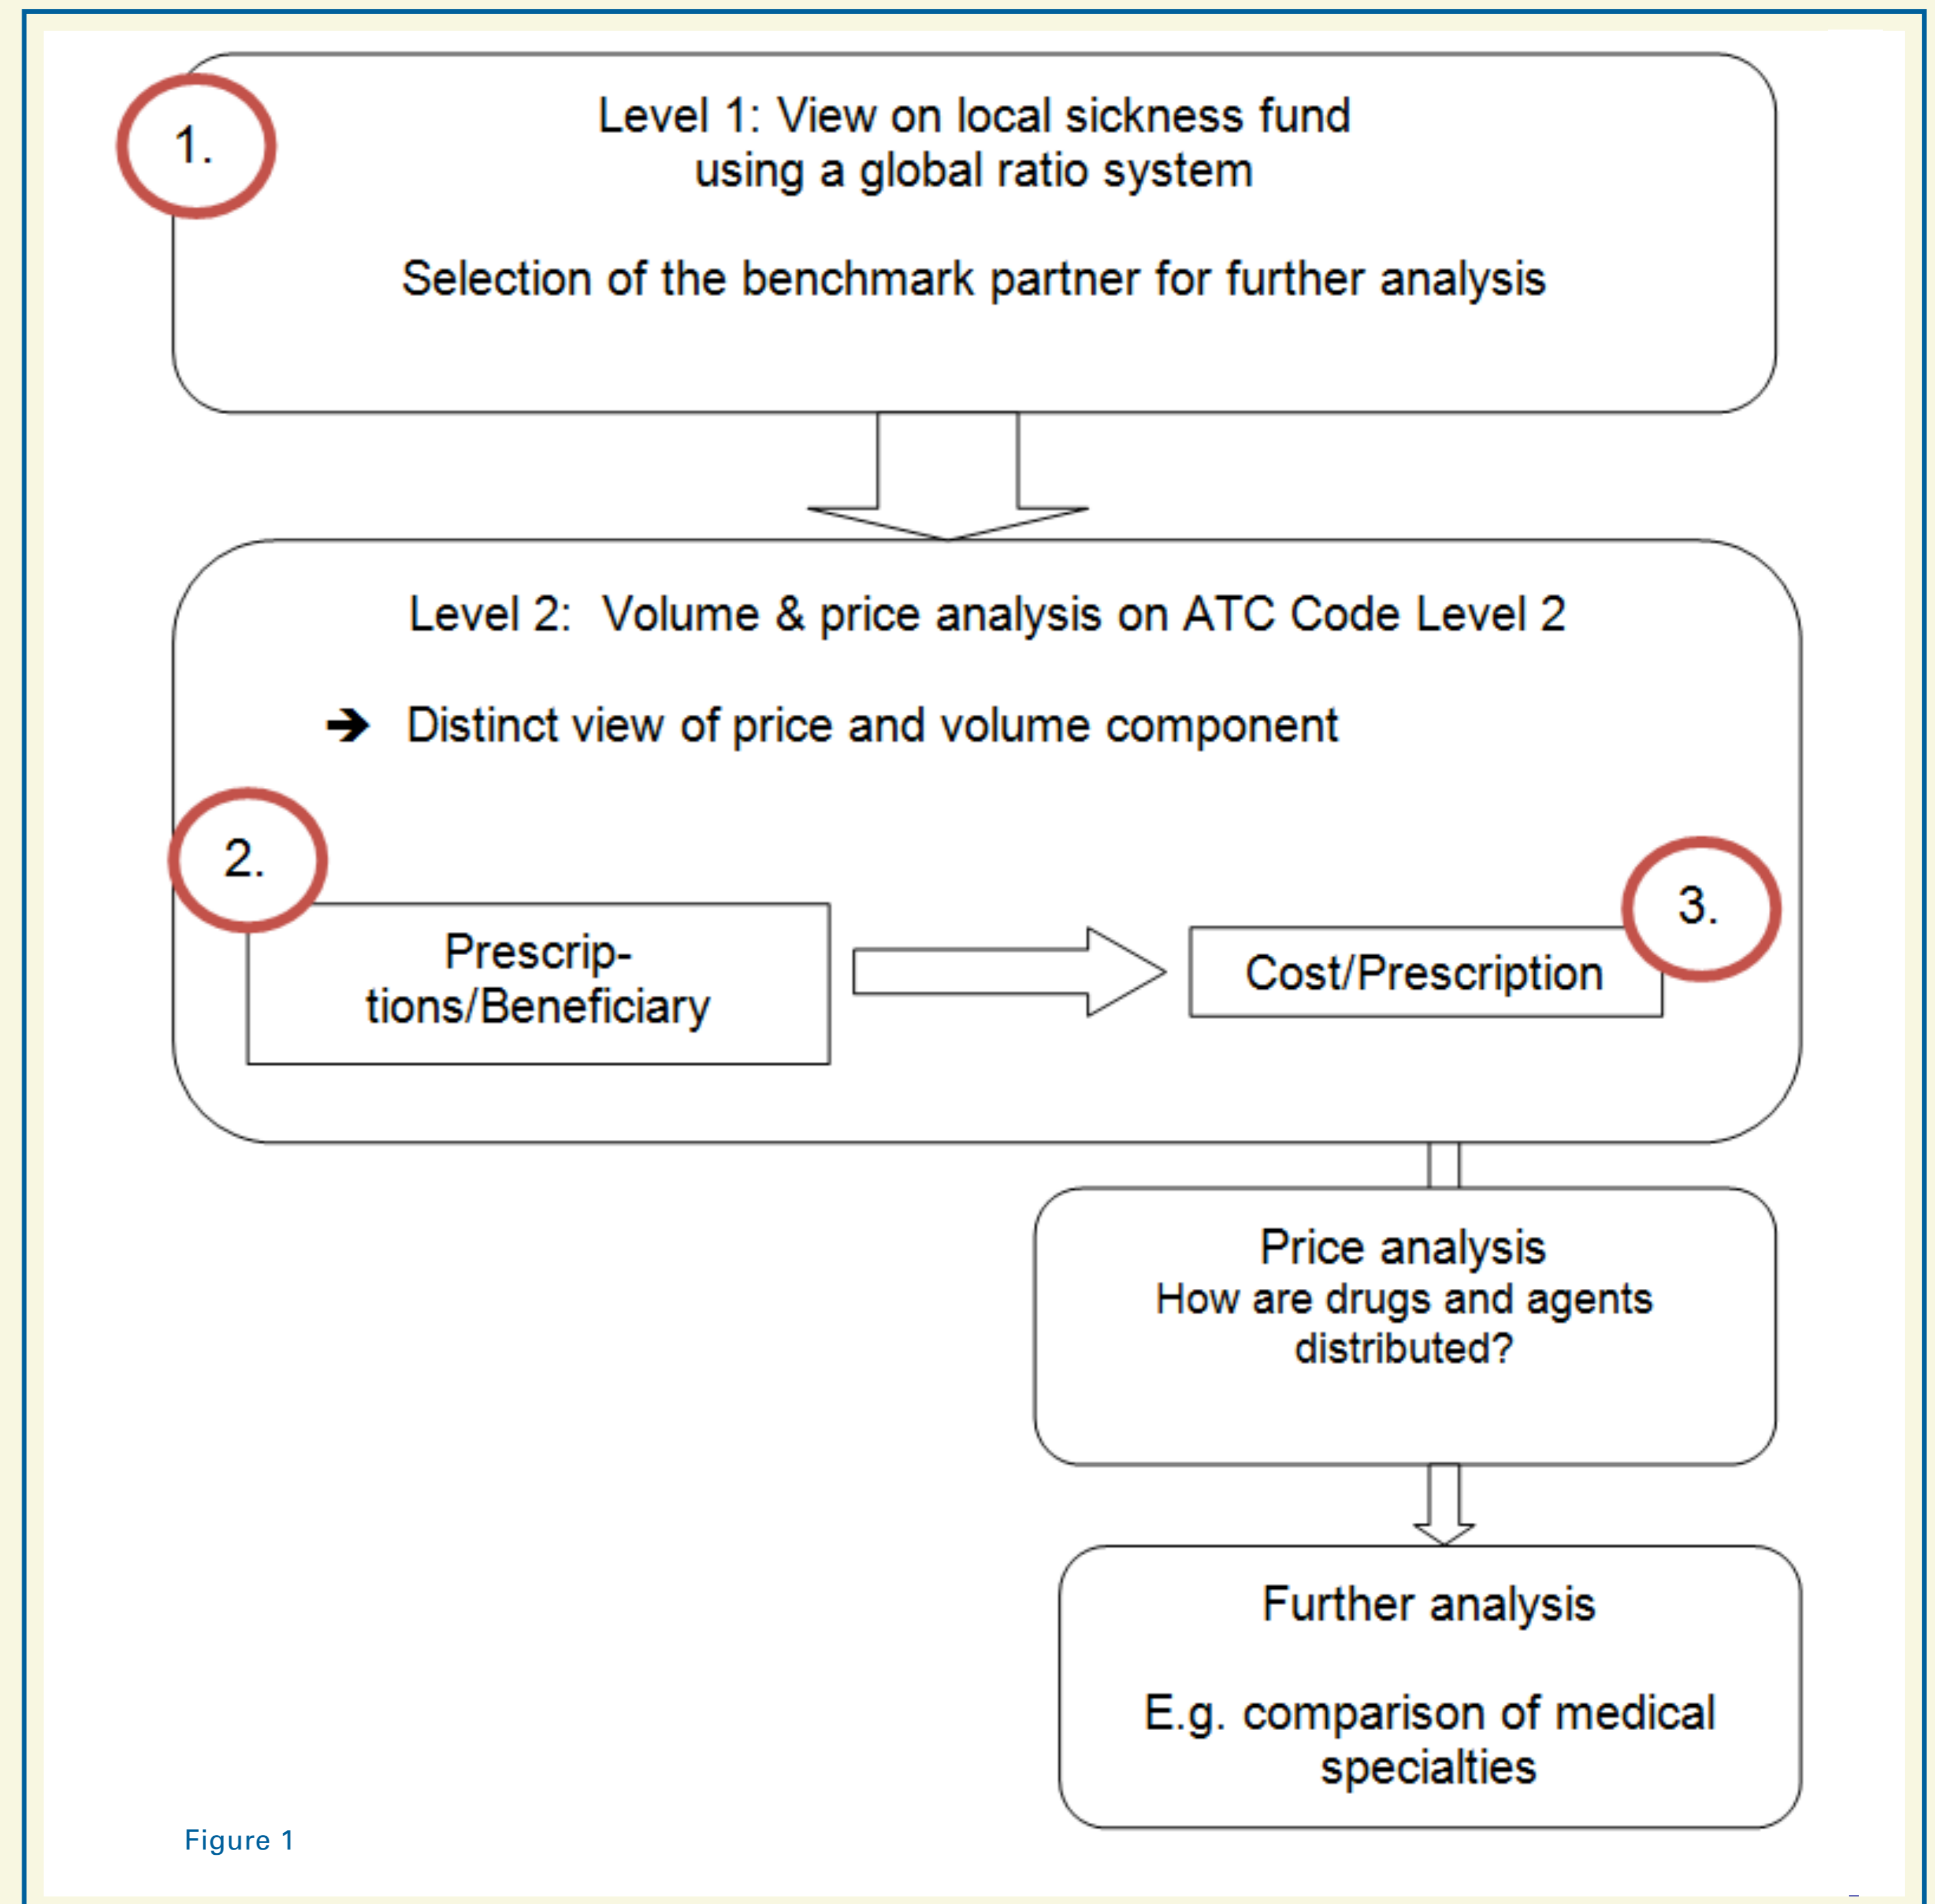 1.
Level 1: View on local sickness fund
using a global ratio system
Selection of the benchmark partner for further analysis
Level 2: Volume & price analysis on ATC Code Level 2
➔ Distinct view of price and volume component
2.
Prescrip-
tions/Beneficiary
3.
Cost/Prescription
Price analysis
How are drugs and agents
distributed?
Further analysis
E.g. comparison of medical
specialties
Figure 1